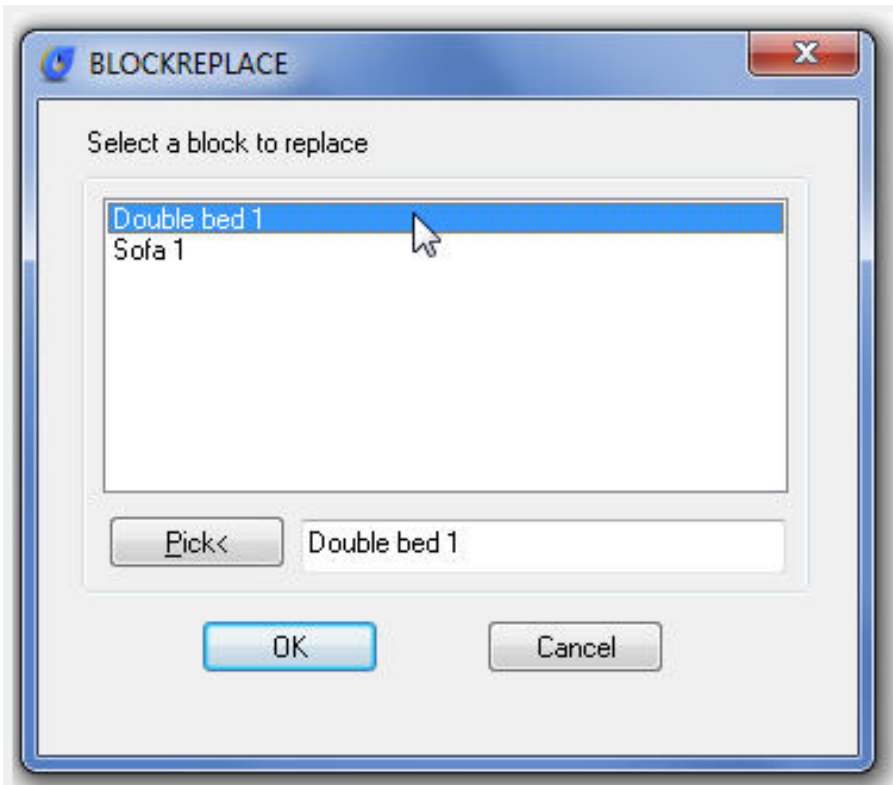 BLOCKREPLACE
Select a block to replace
Double bed 1
Sofa 1
Pick< Double bed 1
OK Cancel